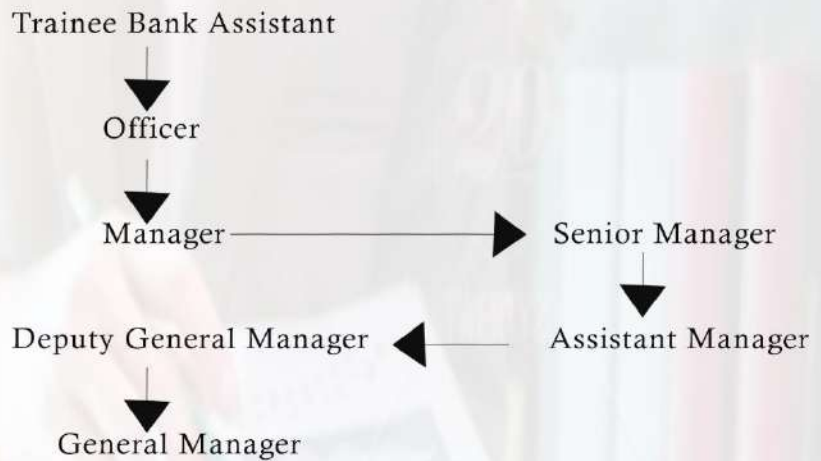 Trainee Bank Assistant
Officer
Manager
Senior Manager
Assistant Manager
Deputy General Manager
General Manager